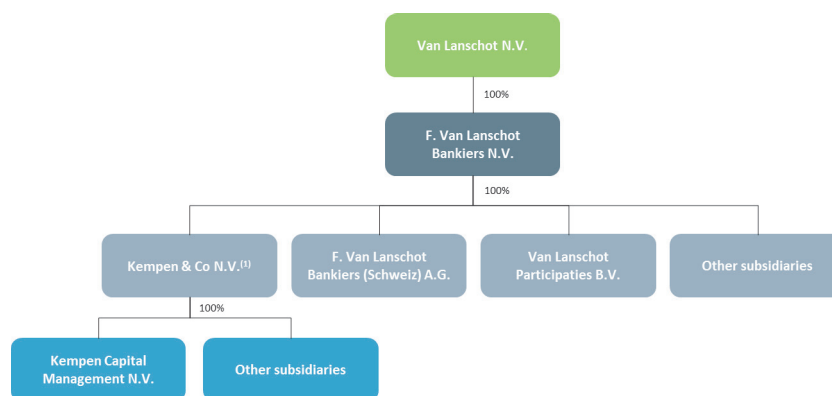 Van Lanschot N.V.
100%
F. Van Lanschot
Bankiers N.V.
100%
Kempen & Co N.V.(1)
F. Van Lanschot
Bankiers (Schweiz) A.G.
Van Lanschot
Participaties B.V.
Other subsidiaries
100%
Kempen Capital
Management N.V.
Other subsidiaries